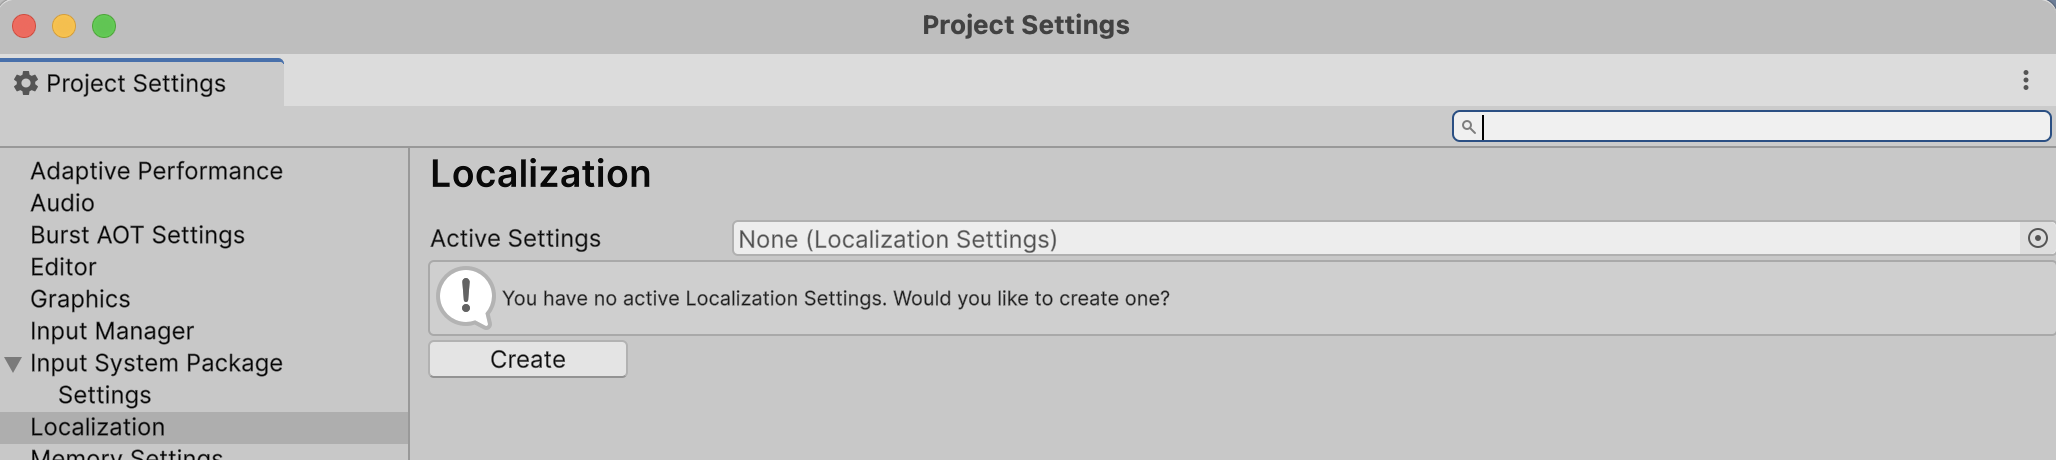 Project Settings
Project Settings
Adaptive Performance
Audio
Burst AOT Settings
Editor
Graphics
Input Manager
Input System Package
Settings
Localization
Memory Settings
Localization
Active Settings
None (Localization Settings)
You have no active Localization Settings. Would you like to create one?
Create